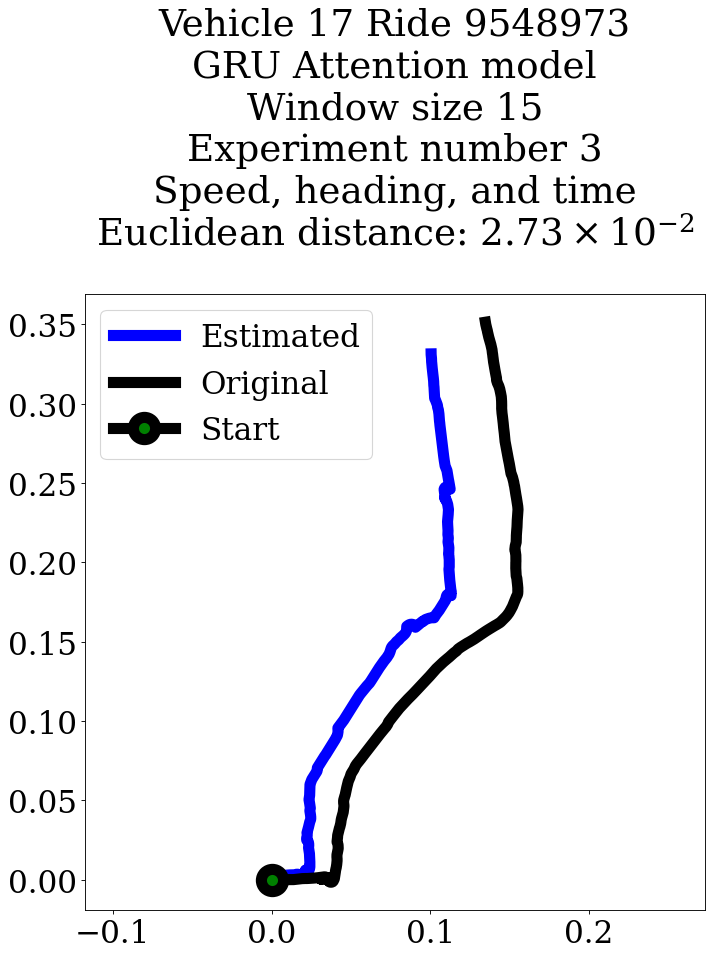 Vehicle 17 Ride 9548973
GRU Attention model
Window size 15
Experiment number 3
Speed, heading, and time
Euclidean distance: 2.73 × 10⁻²
Estimated
Original
Start
0.35
0.30
0.25
0.20
0.15
0.10
0.05
0.00
−0.1 0.0 0.1 0.2